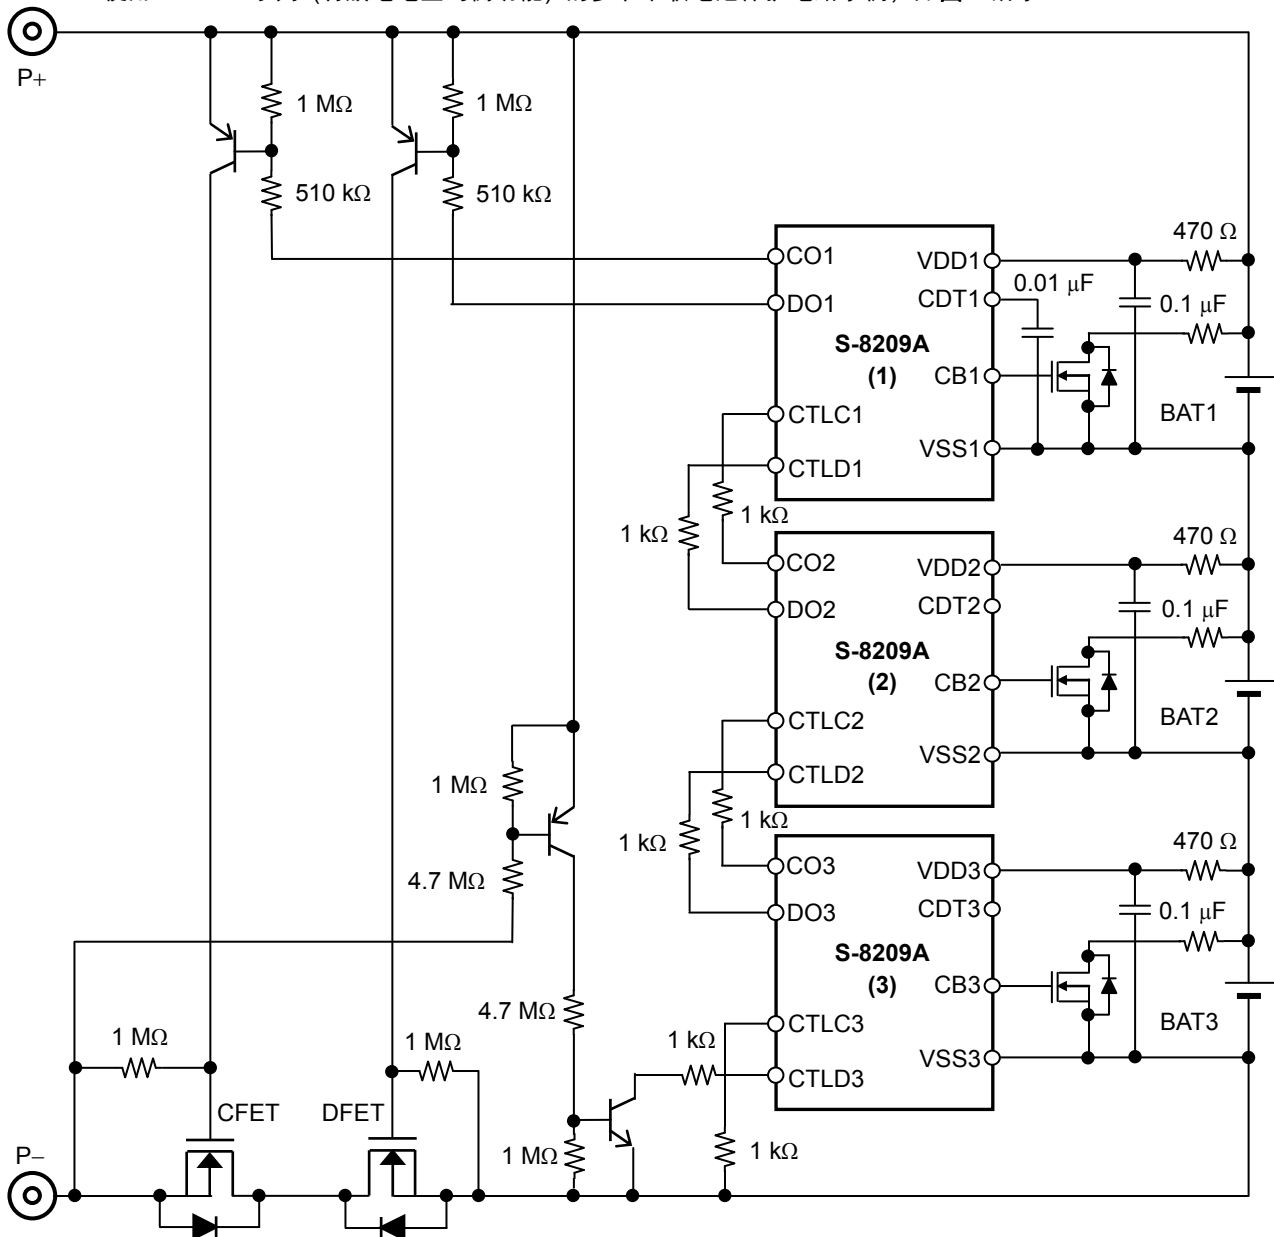 P+
1 MΩ
1 MΩ
510 kΩ
510 kΩ
470 Ω
CO1
VDD1
0.01 µF
CDT1
0.1 µF
DO1
S-8209A
(1)
CB1
CTLC1
BAT1
VSS1
CTLD1
1 kΩ
1 kΩ
470 Ω
CO2
VDD2
CDT2
0.1 µF
DO2
S-8209A
(2)
CB2
CTLC2
BAT2
VSS2
CTLD2
1 MΩ
1 kΩ
1 kΩ
470 Ω
4.7 MΩ
CO3
VDD3
CDT3
0.1 µF
DO3
S-8209A
(3)
CB3
4.7 MΩ
CTLC3
BAT3
1 MΩ
1 kΩ
1 MΩ
VSS3
CTLD3
CFET
DFET
P−
1 MΩ
1 kΩ